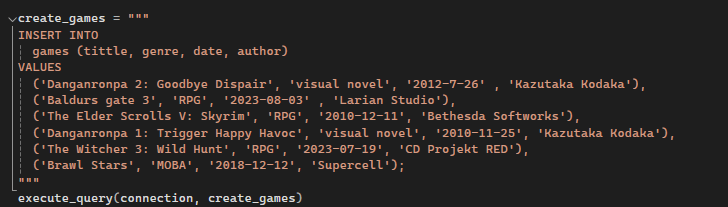 create_games = """
INSERT INTO
games (tittle, genre, date, author)
VALUES
('Danganronpa 2: Goodbye Dispair', 'visual novel', '2012-7-26' , 'Kazutaka Kodaka'),
('Baldurs gate 3', 'RPG', '2023-08-03' , 'Larian Studio'),
('The Elder Scrolls V: Skyrim', 'RPG', '2010-12-11', 'Bethesda Softworks'),
('Danganronpa 1: Trigger Happy Havoc', 'visual novel', '2010-11-25', 'Kazutaka Kodaka'),
('The Witcher 3: Wild Hunt', 'RPG', '2023-07-19', 'CD Projekt RED'),
('Brawl Stars', 'MOBA', '2018-12-12', 'Supercell');
"""
execute_query(connection, create_games)